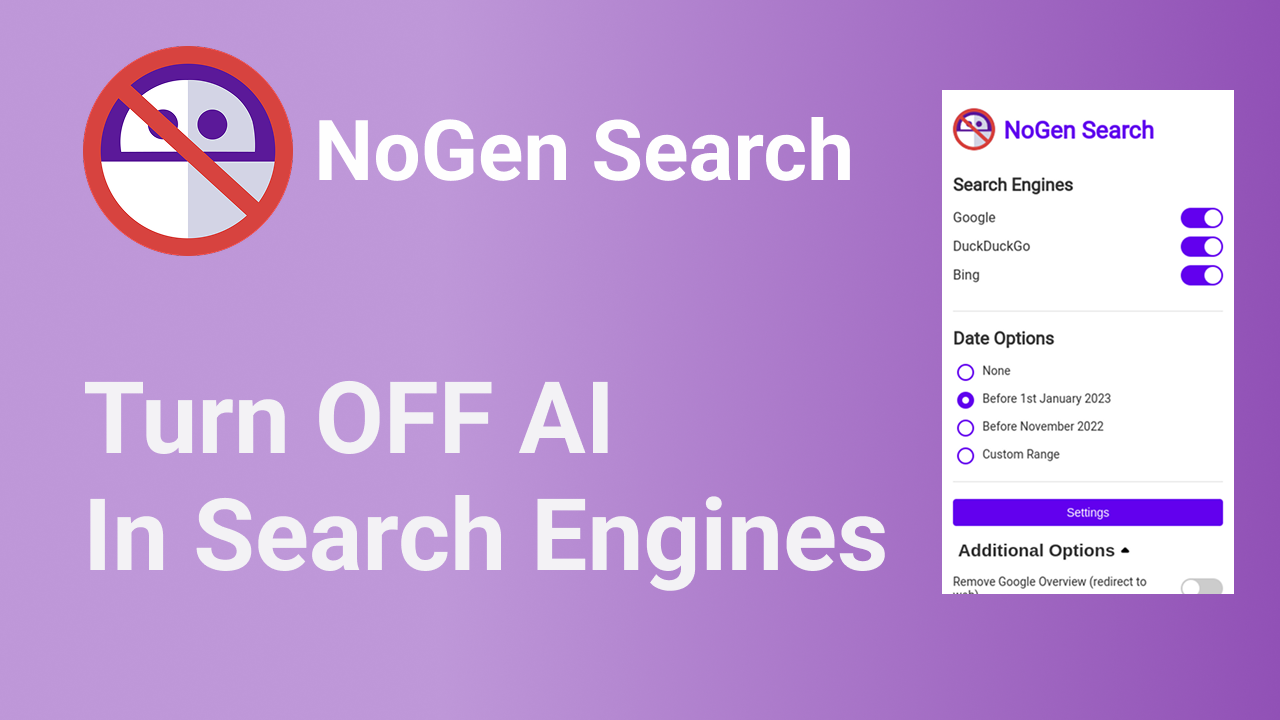 NoGen Search
Turn OFF AI
In Search Engines
NoGen Search
Search Engines
Google
DuckDuckGo
Bing
Date Options
None
Before 1st January 2023
Before November 2022
Custom Range
Settings
Additional Options
Remove Google Overview (redirect to
web)